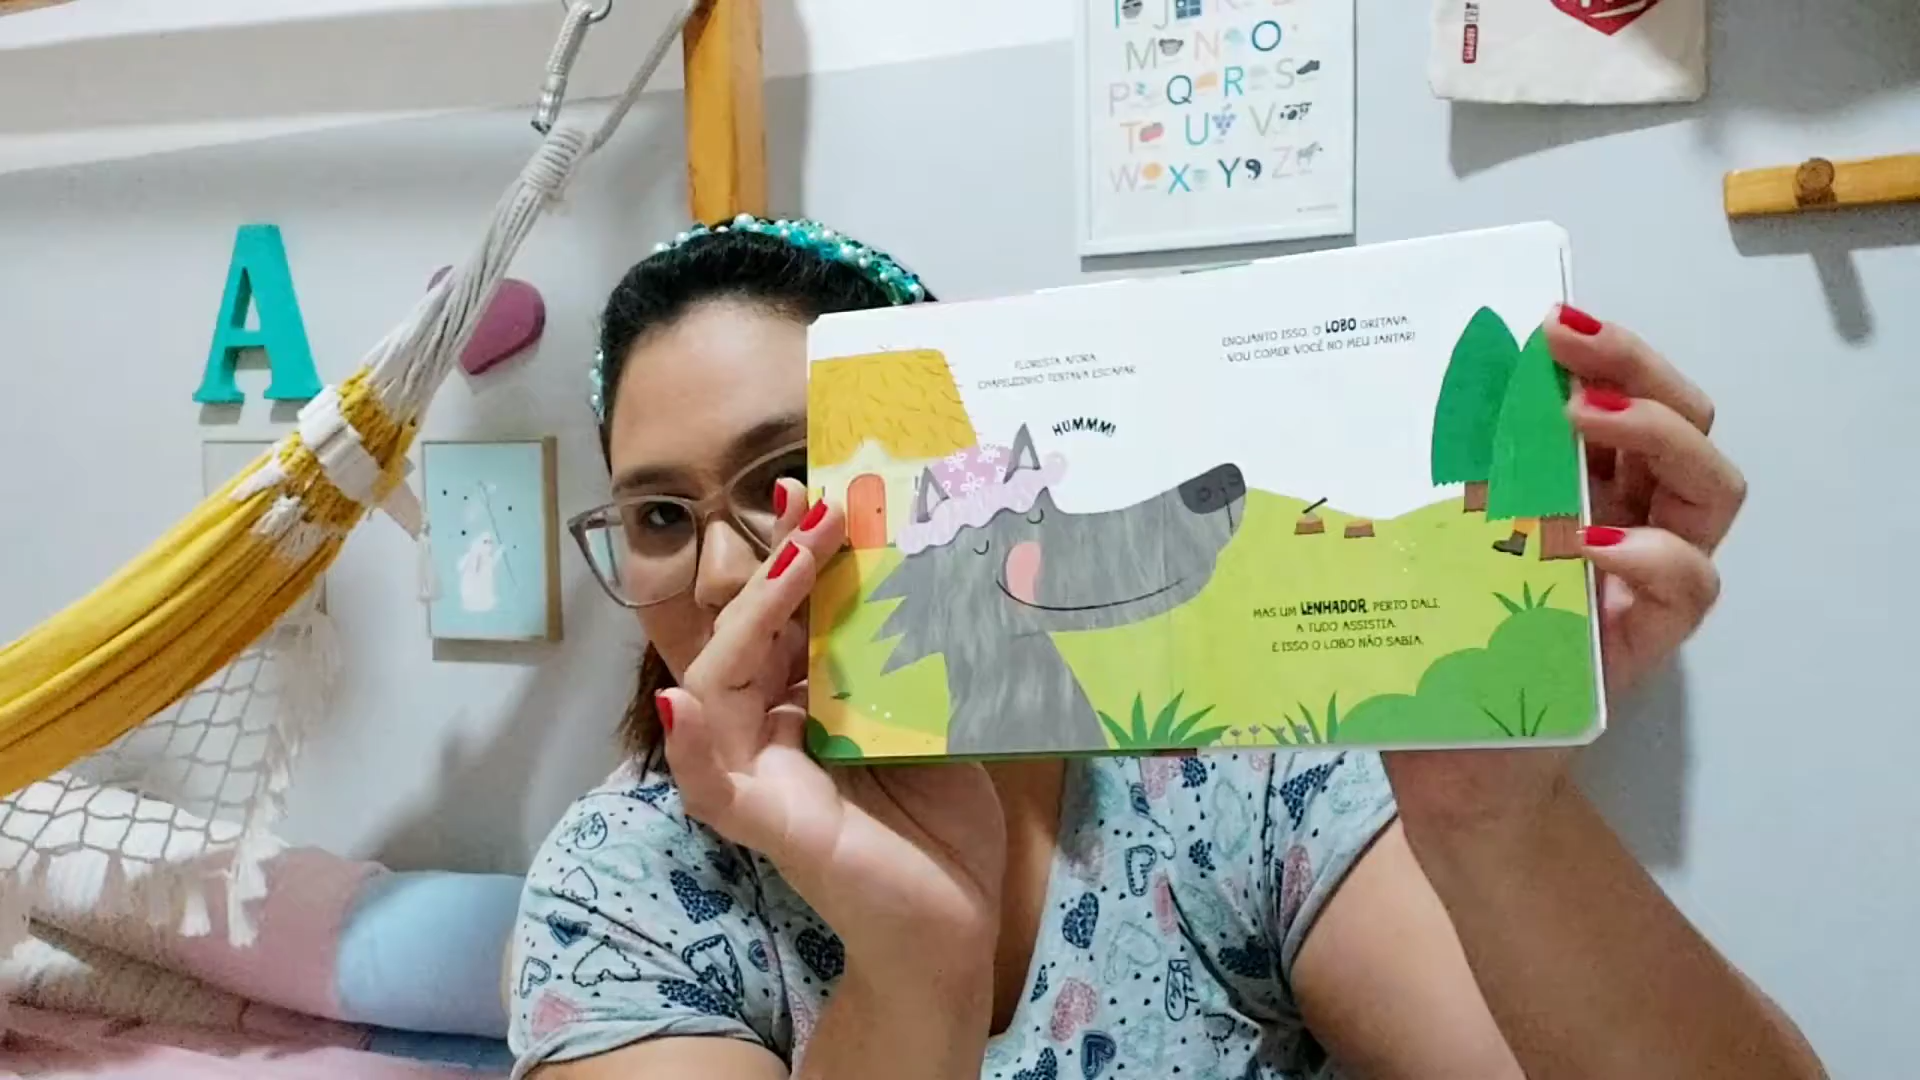 A
M N O
P Q R S
T U V
W X Y Z
FLORESTA AFORA
CHAPEUZINHO TENTAVA ESCAPAR
HUMMM!
ENQUANTO ISSO, O LOBO GRITAVA:
- VOU COMER VOCÊ NO MEU JANTAR!
MAS UM LENHADOR, PERTO DALI,
A TUDO ASSISTIA.
E ISSO O LOBO NÃO SABIA.